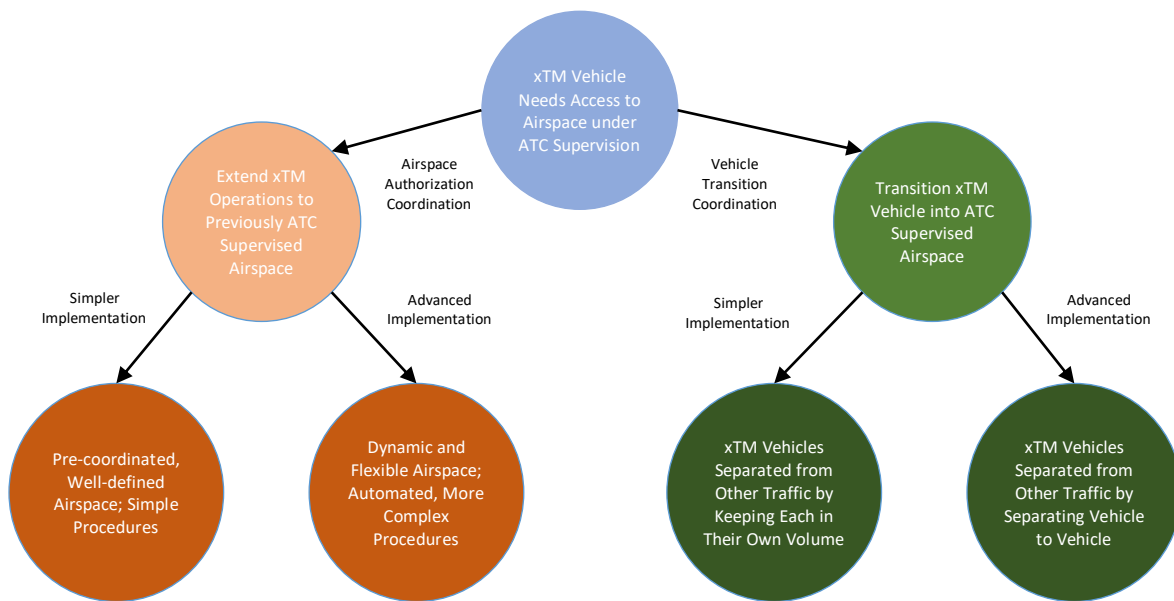 xTM Vehicle
Needs Access to
Airspace under
ATC Supervision
Airspace
Authorization
Coordination
Vehicle
Transition
Coordination
Extend xTM
Operations to
Previously ATC
Supervised
Airspace
Transition xTM
Vehicle into ATC
Supervised
Airspace
Simpler
Implementation
Advanced
Implementation
Simpler
Implementation
Advanced
Implementation
Pre-coordinated,
Well-defined
Airspace; Simple
Procedures
Dynamic and
Flexible Airspace;
Automated, More
Complex
Procedures
xTM Vehicles
Separated from
Other Traffic by
Keeping Each in
Their Own Volume
xTM Vehicles
Separated from
Other Traffic by
Separating Vehicle
to Vehicle